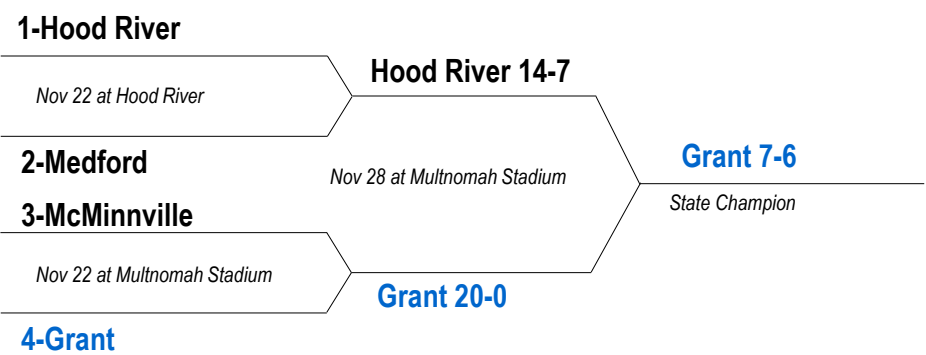 1-Hood River
Nov 22 at Hood River
2-Medford
Hood River 14-7
3-McMinnville
Nov 22 at Multnomah Stadium
4-Grant
Grant 20-0
Nov 28 at Multnomah Stadium
Grant 7-6
State Champion